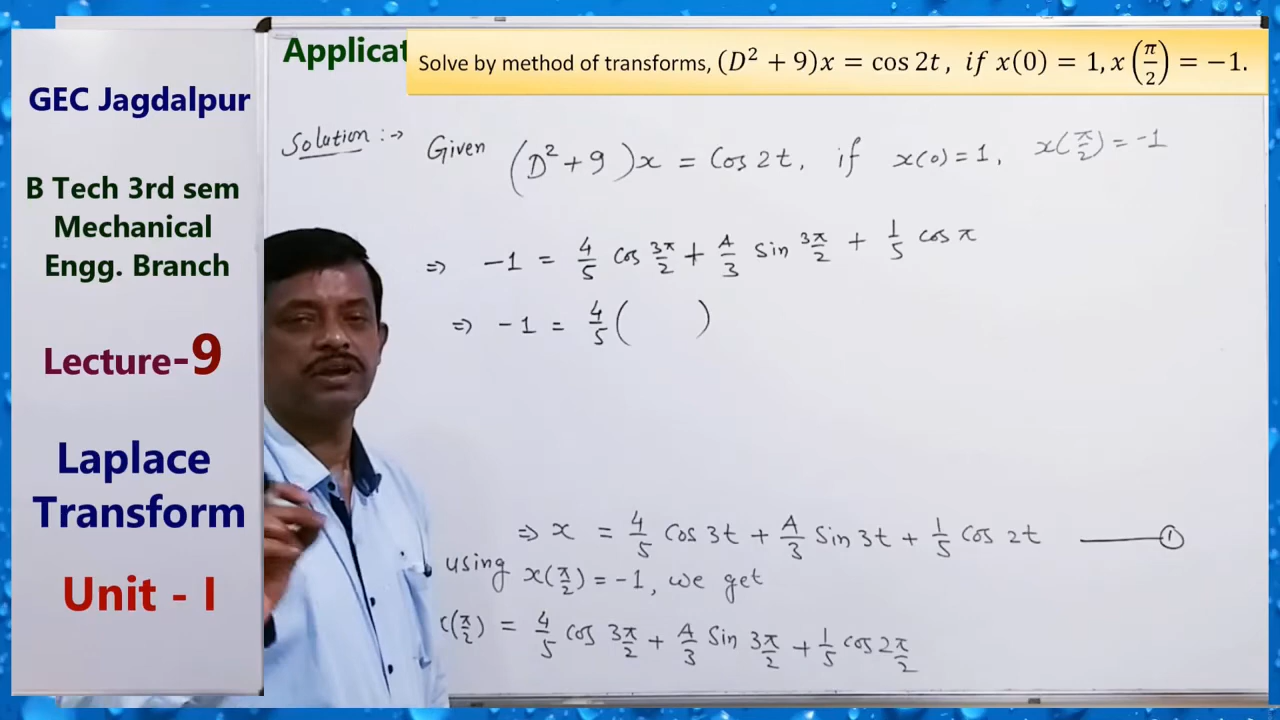 GEC Jagdalpur
B Tech 3rd sem
Mechanical
Engg. Branch
Lecture-9
Laplace
Transform
Unit - I
Solve by method of transforms, (D² + 9)x = cos 2t, if x(0) = 1, x(π/2) = −1.
Solution :→ Given (D² + 9)x = Cos 2t, if x(0) = 1, x(π/2) = -1
⇒ -1 = 4/5 cos 3π/2 + A/3 sin 3π/2 + 1/5 cos π
⇒ -1 = 4/5 ( )
⇒ x = 4/5 Cos 3t + A/3 Sin 3t + 1/5 Cos 2t —— ①
using x(π/2) = -1, we get
x(π/2) = 4/5 cos 3π/2 + A/3 Sin 3π/2 + 1/5 cos 2π/2